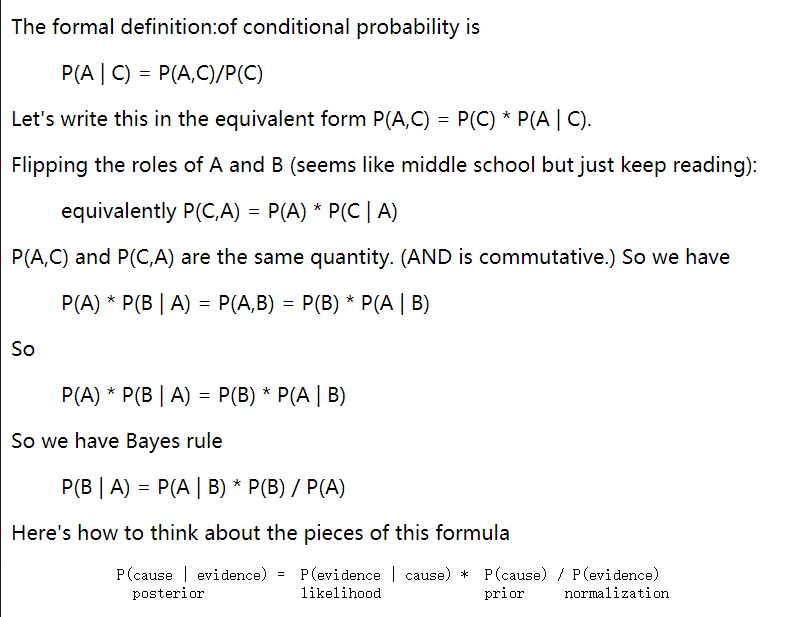 The formal definition:of conditional probability is
P(A | C) = P(A,C)/P(C)
Let's write this in the equivalent form P(A,C) = P(C) * P(A | C).
Flipping the roles of A and B (seems like middle school but just keep reading):
equivalently P(C,A) = P(A) * P(C | A)
P(A,C) and P(C,A) are the same quantity. (AND is commutative.) So we have
P(A) * P(B | A) = P(A,B) = P(B) * P(A | B)
So
P(A) * P(B | A) = P(B) * P(A | B)
So we have Bayes rule
P(B | A) = P(A | B) * P(B) / P(A)
Here's how to think about the pieces of this formula
P(cause | evidence) = P(evidence | cause) * P(cause) / P(evidence)
posterior likelihood prior normalization